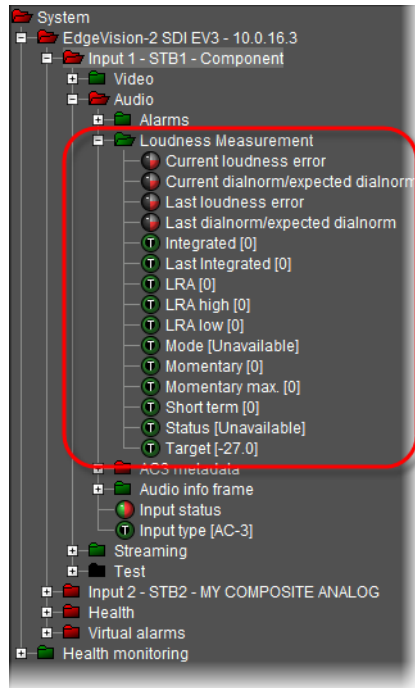 System
EdgeVision-2 SDI EV3 - 10.0.16.3
Input 1 - STB1 - Component
Video
Audio
Alarms
Loudness Measurement
Current loudness error
Current dialnorm/expected dialnorm
Last loudness error
Last dialnorm/expected dialnorm
T Integrated [0]
T Last Integrated [0]
T LRA [0]
T LRA high [0]
T LRA low [0]
T Mode [Unavailable]
T Momentary [0]
T Momentary max. [0]
T Short term [0]
T Status [Unavailable]
T Target [-27.0]
AC3 metadata
Audio info frame
Input status
T Input type [AC-3]
Streaming
Test
Input 2 - STB2 - MY COMPOSITE ANALOG
Health
Virtual alarms
Health monitoring